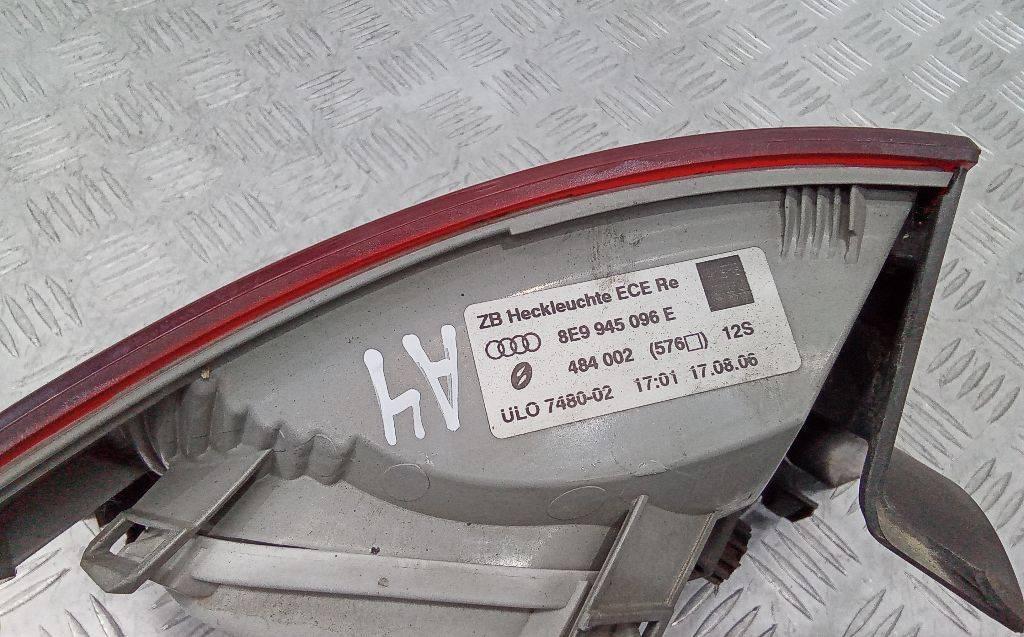 ZB Heckleuchte ECE Re
8E9 945 096 E
484 002 (576□) 12S
ULO 7480-02 17:01 17.08.06
A4